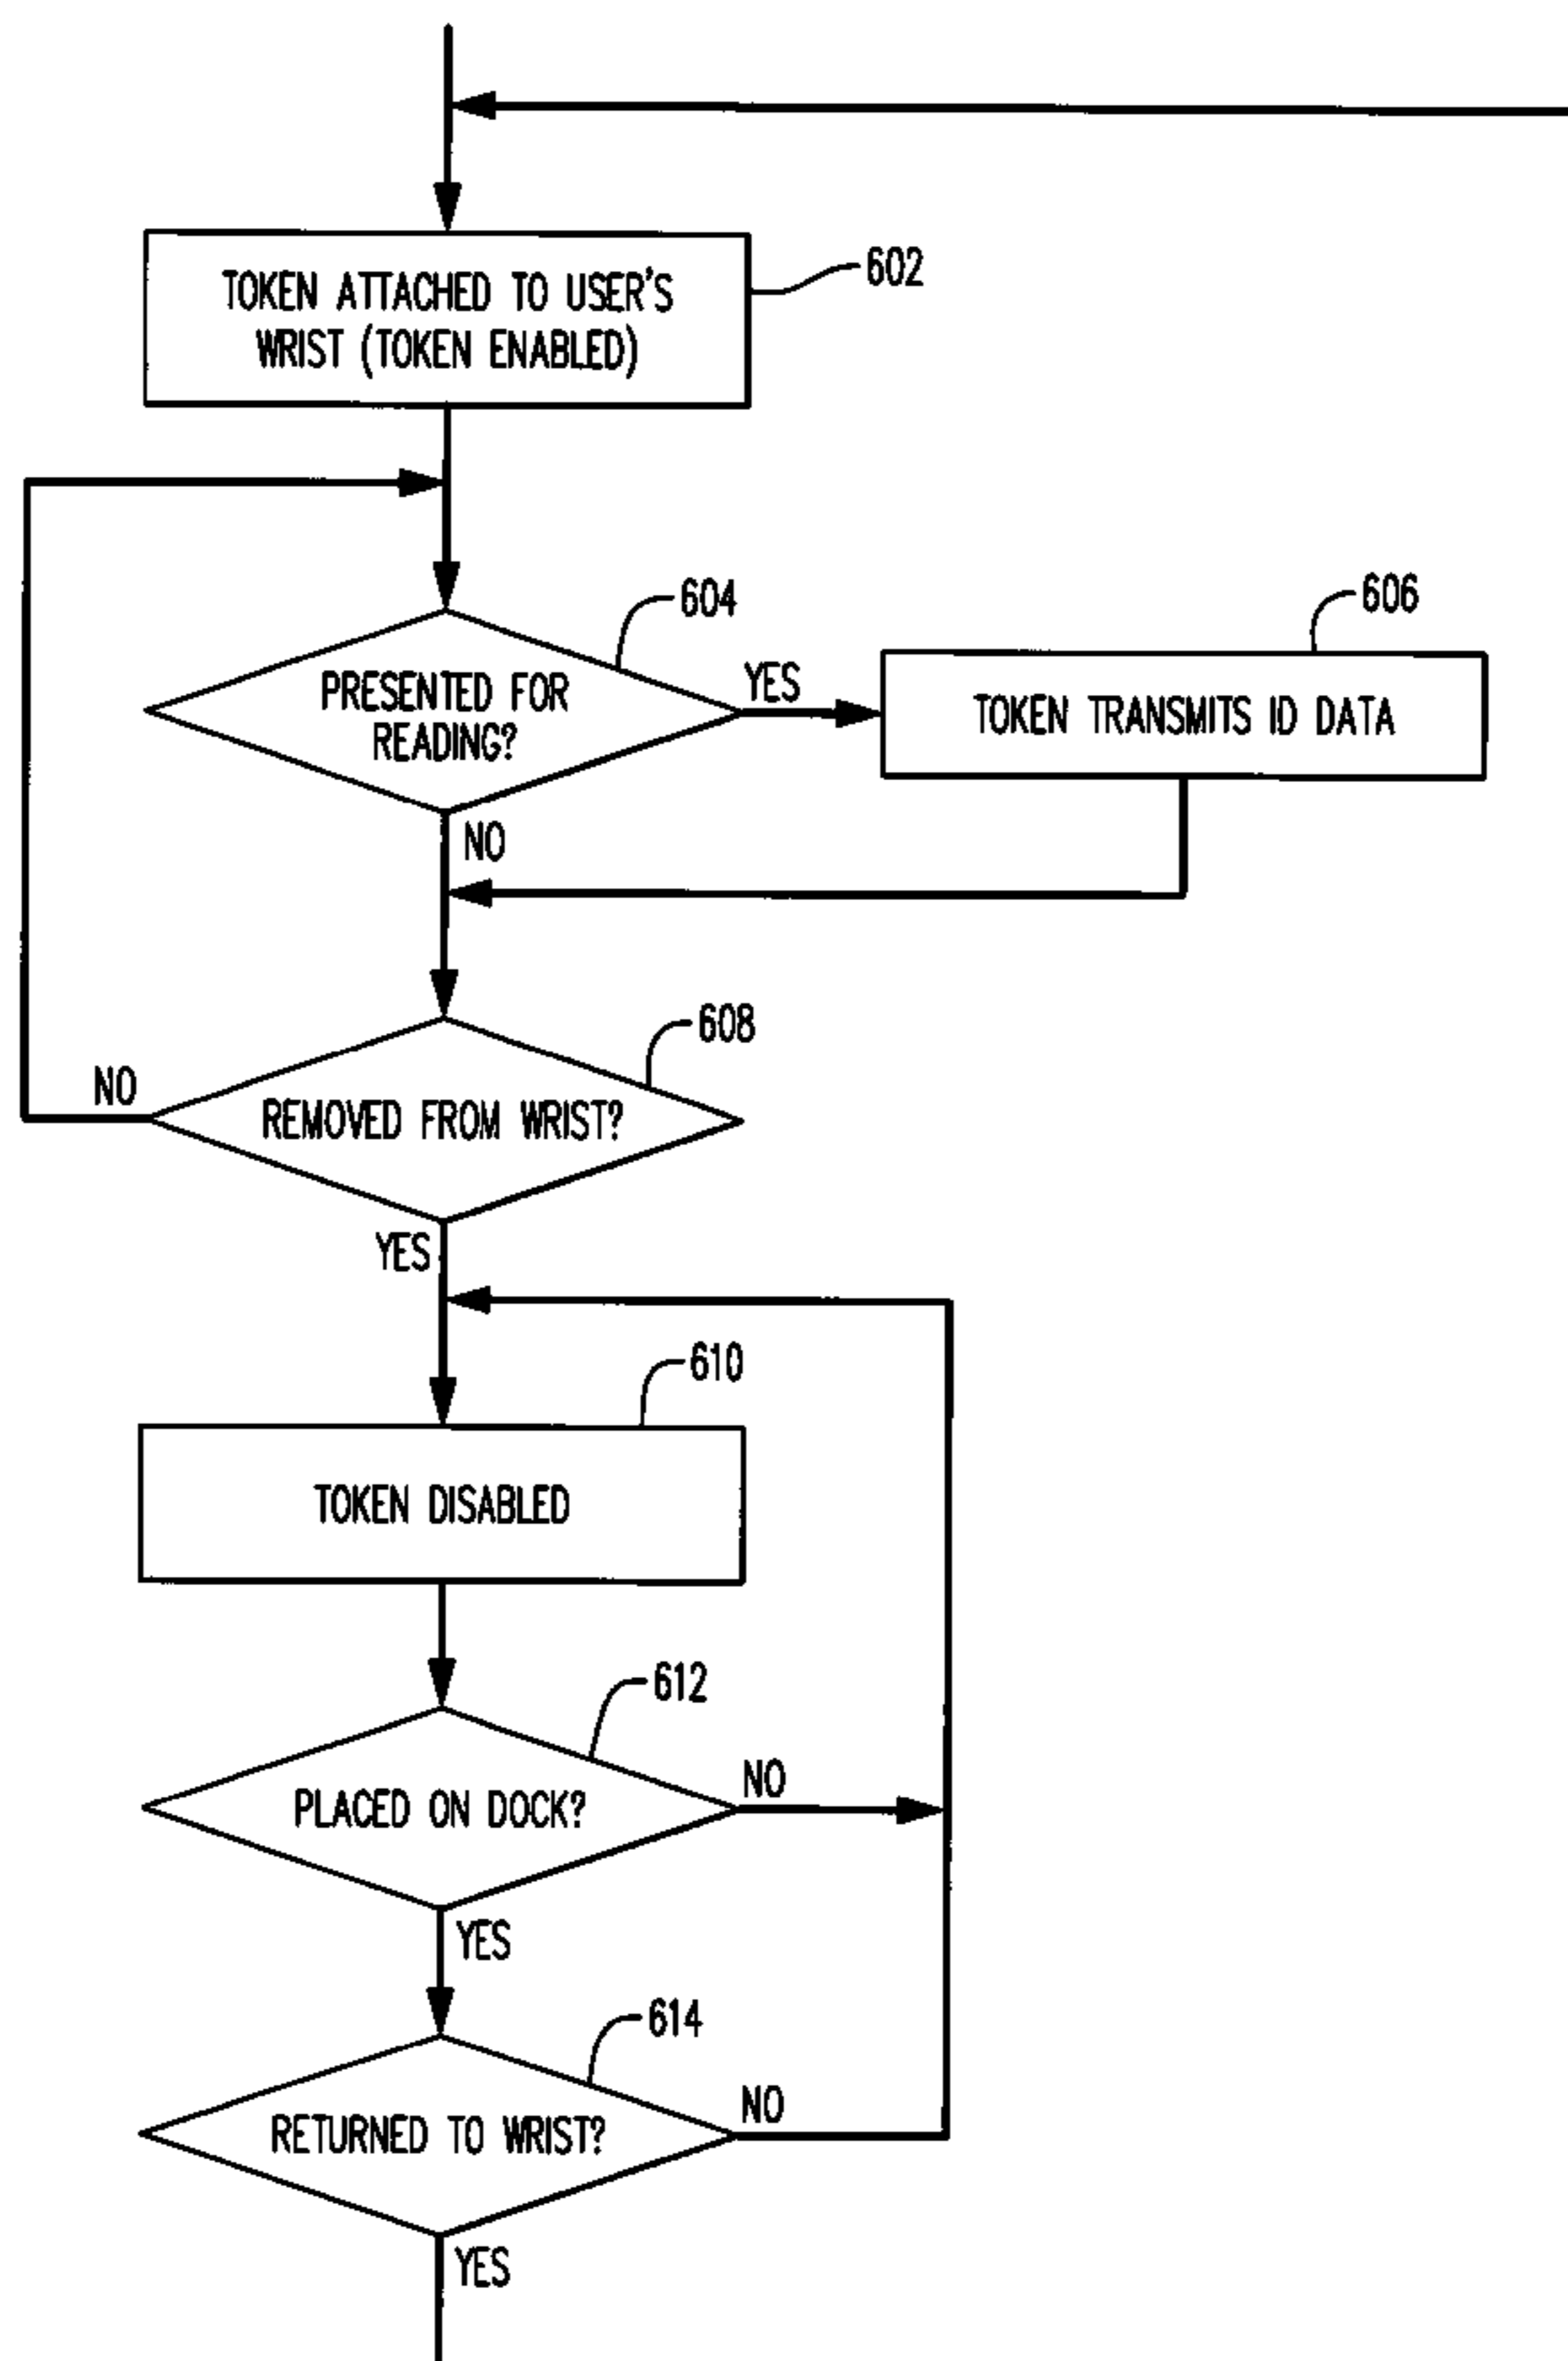 602
TOKEN ATTACHED TO USER'S
WRIST (TOKEN ENABLED)
604
606
PRESENTED FOR
READING?
YES
TOKEN TRANSMITS ID DATA
NO
608
NO
REMOVED FROM WRIST?
YES
610
TOKEN DISABLED
612
PLACED ON DOCK?
NO
YES
614
RETURNED TO WRIST?
NO
YES